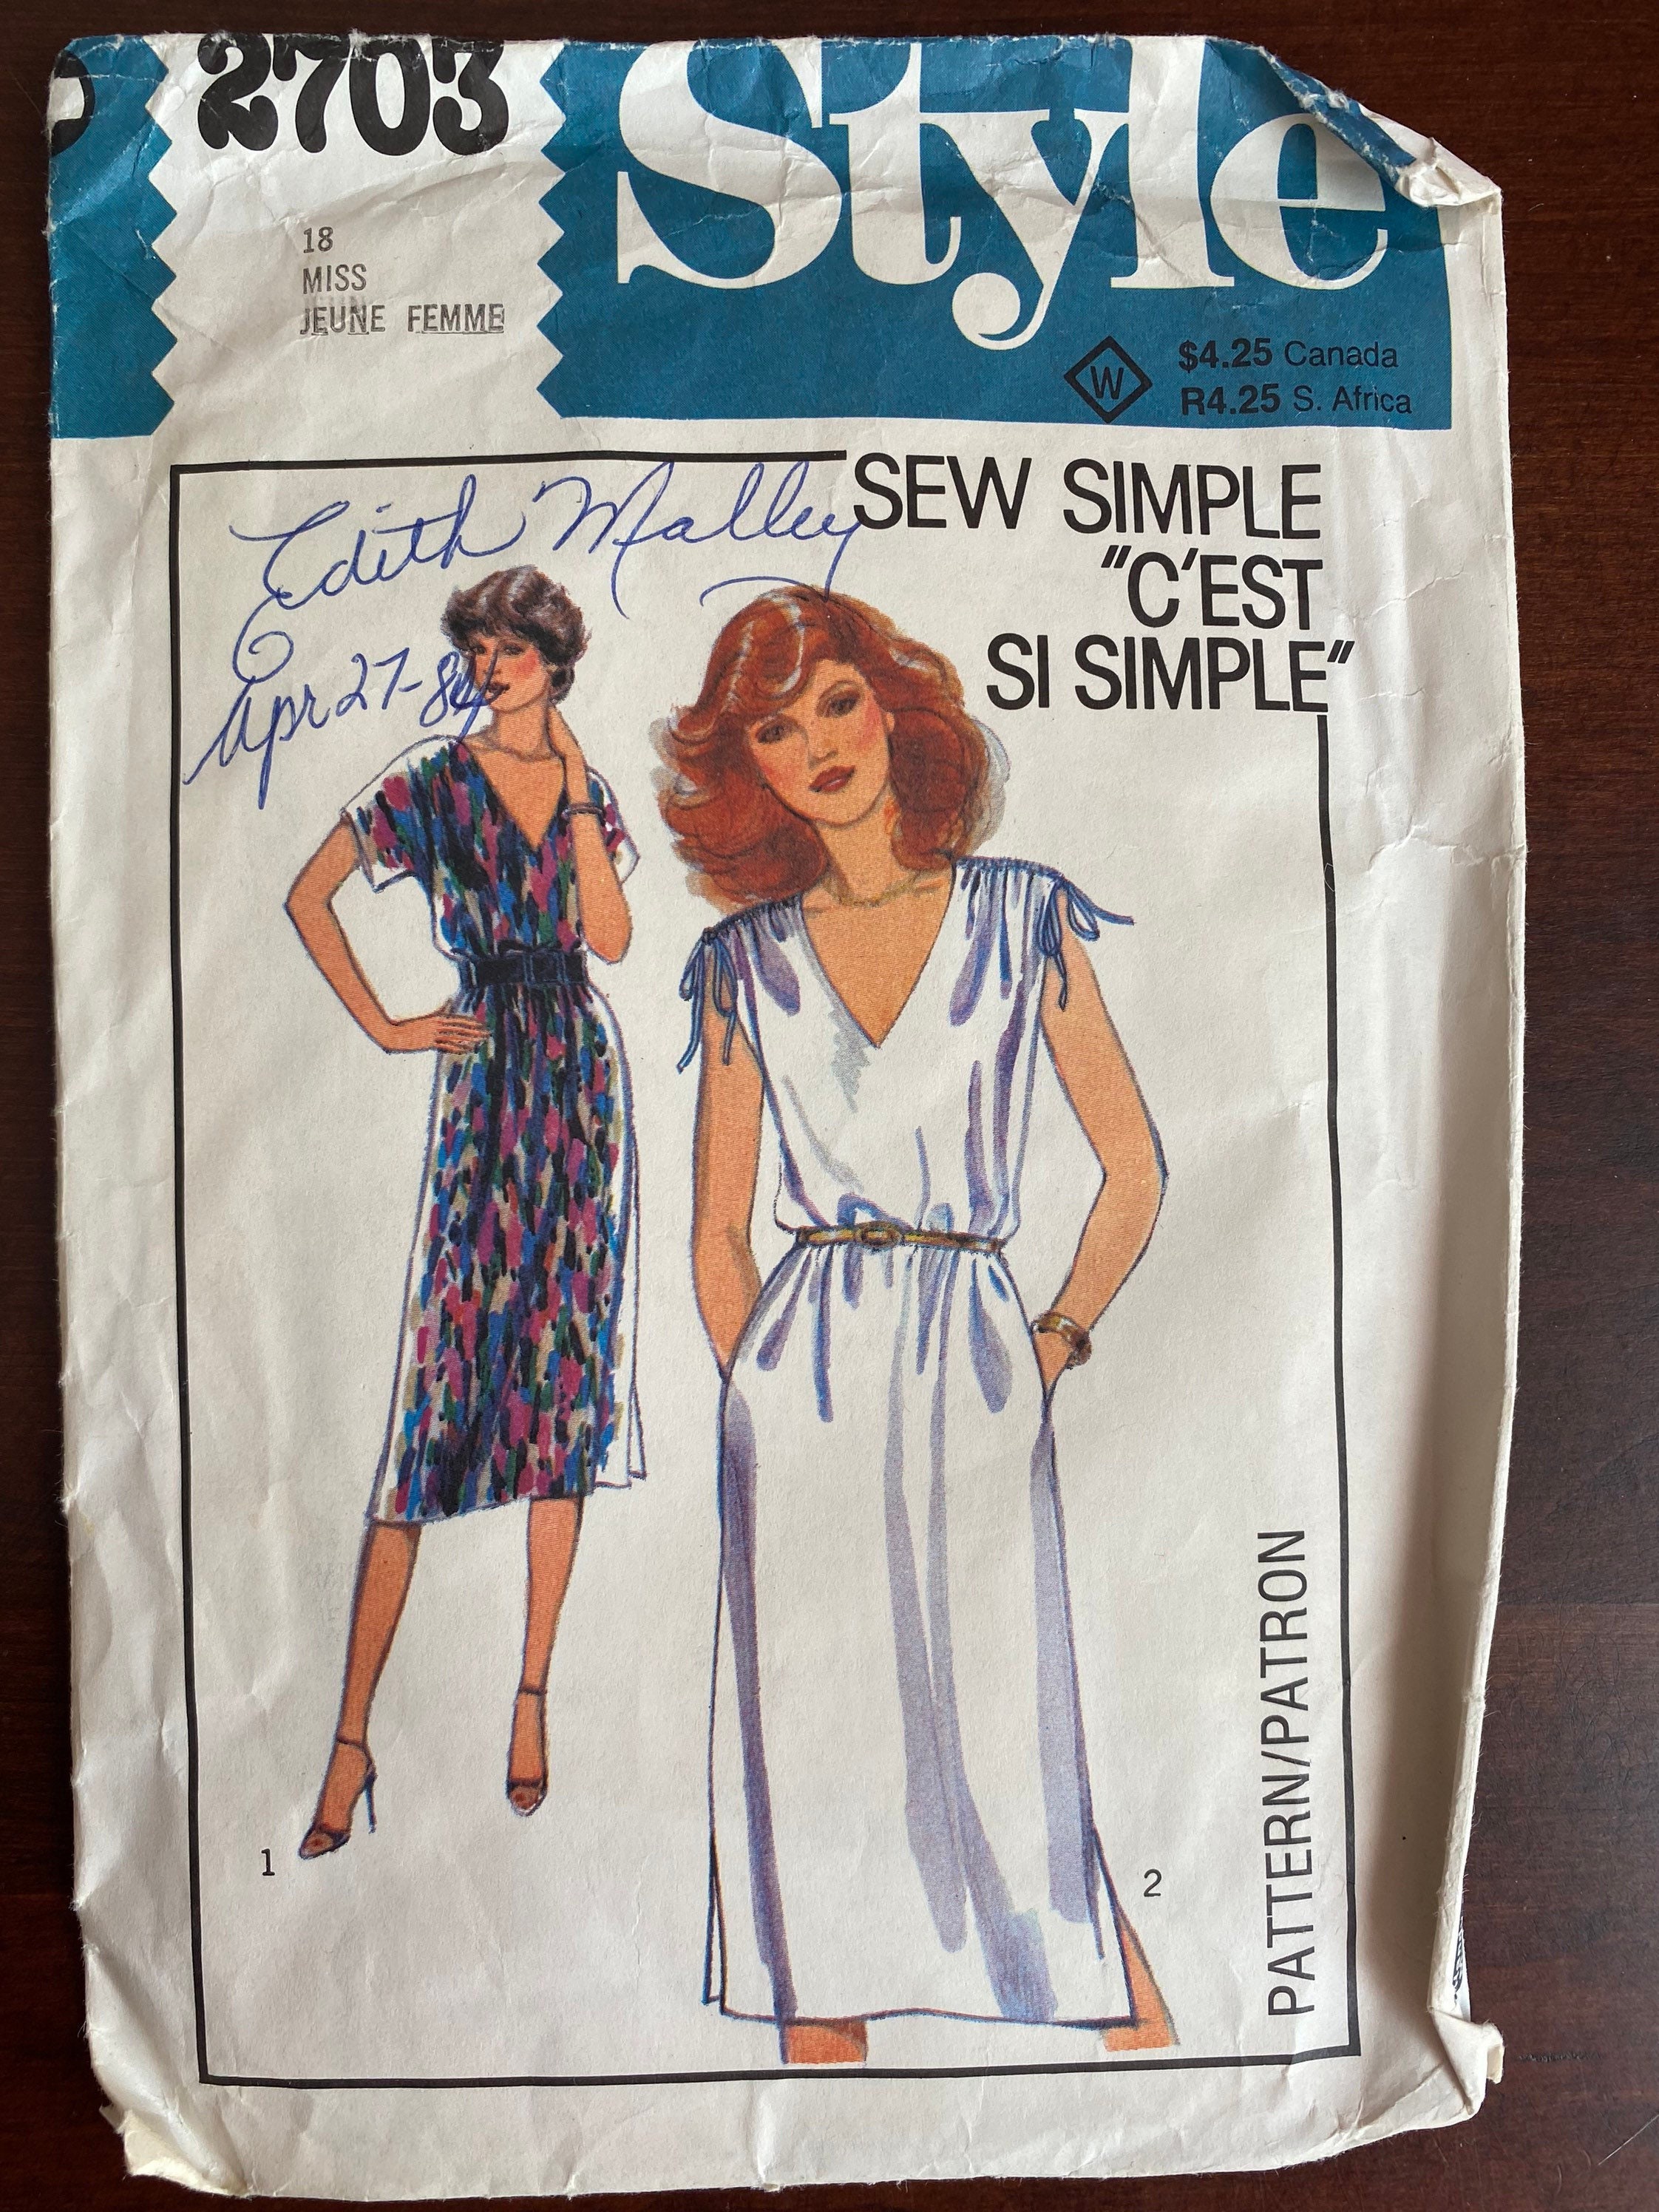 2703
Style
18
MISS
JEUNE FEMME
W
$4.25 Canada
R4.25 S. Africa
Edith Malley
Apr 27-84
SEW SIMPLE
"C'EST
SI SIMPLE"
1
2
PATTERN/PATRON